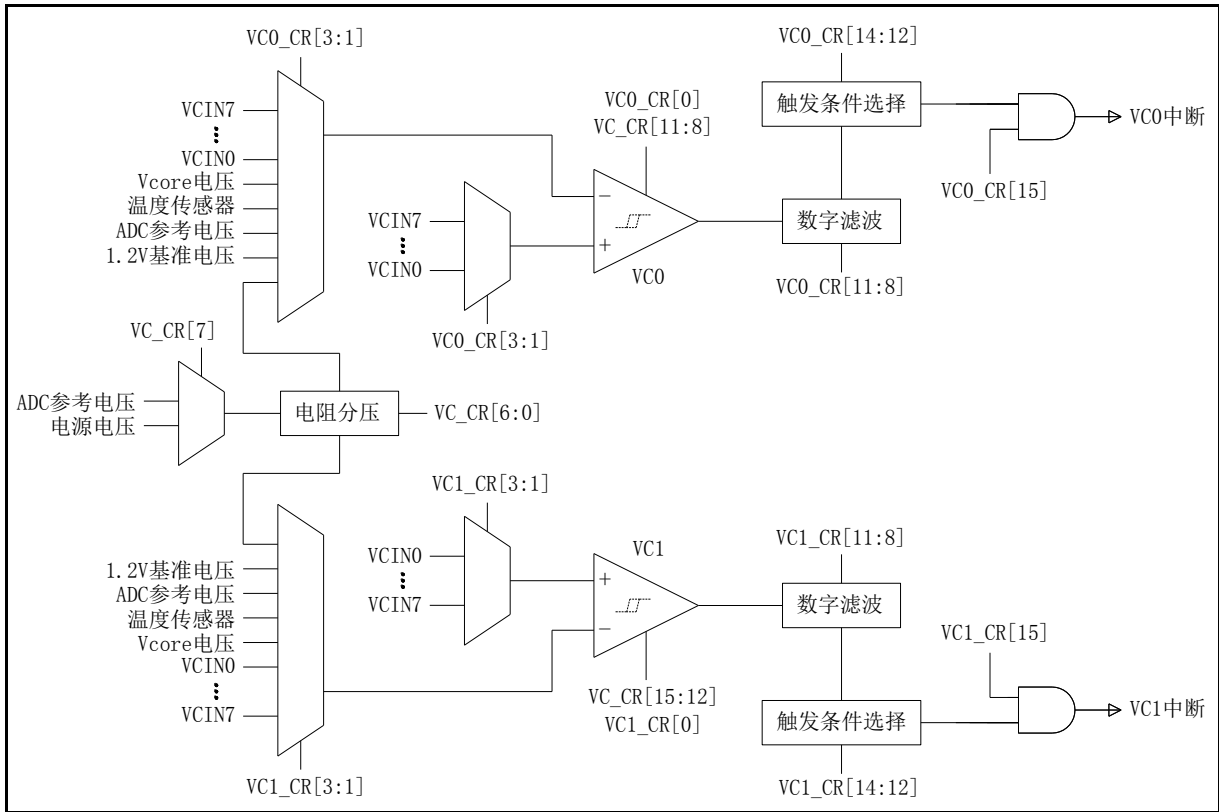 VC0_CR[3:1]
VCIN7
VCIN0
Vcore电压
温度传感器
ADC参考电压
1.2V基准电压
VCIN7
VCIN0
VC0_CR[3:1]
VC0_CR[0]
VC_CR[11:8]
VC0
VC0_CR[14:12]
触发条件选择
数字滤波
VC0_CR[11:8]
VC0_CR[15]
VC0中断
VC_CR[7]
ADC参考电压
电源电压
电阻分压
VC_CR[6:0]
1.2V基准电压
ADC参考电压
温度传感器
Vcore电压
VCIN0
VCIN7
VC1_CR[3:1]
VC1_CR[3:1]
VCIN0
VCIN7
VC1
VC_CR[15:12]
VC1_CR[0]
VC1_CR[11:8]
数字滤波
触发条件选择
VC1_CR[14:12]
VC1_CR[15]
VC1中断